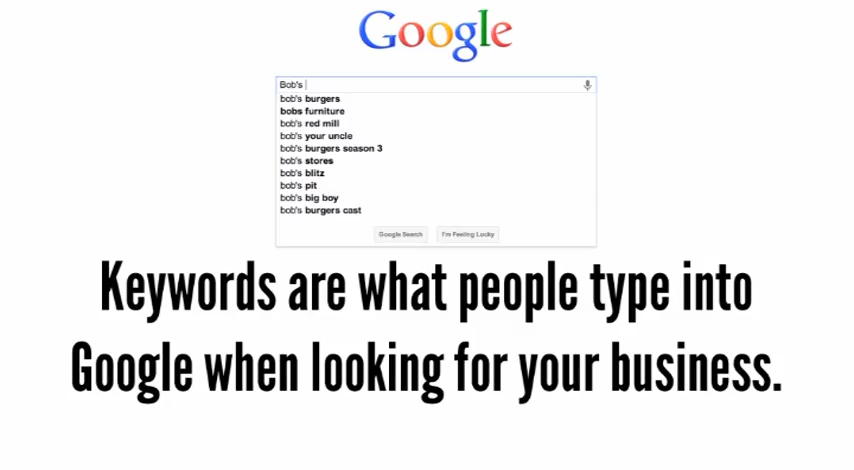 Google
Bob's
bob's burgers
bobs furniture
bob's red mill
bob's your uncle
bob's burgers season 3
bob's stores
bob's blitz
bob's pit
bob's big boy
bob's burgers cast
Google Search I'm Feeling Lucky
Keywords are what people type into
Google when looking for your business.